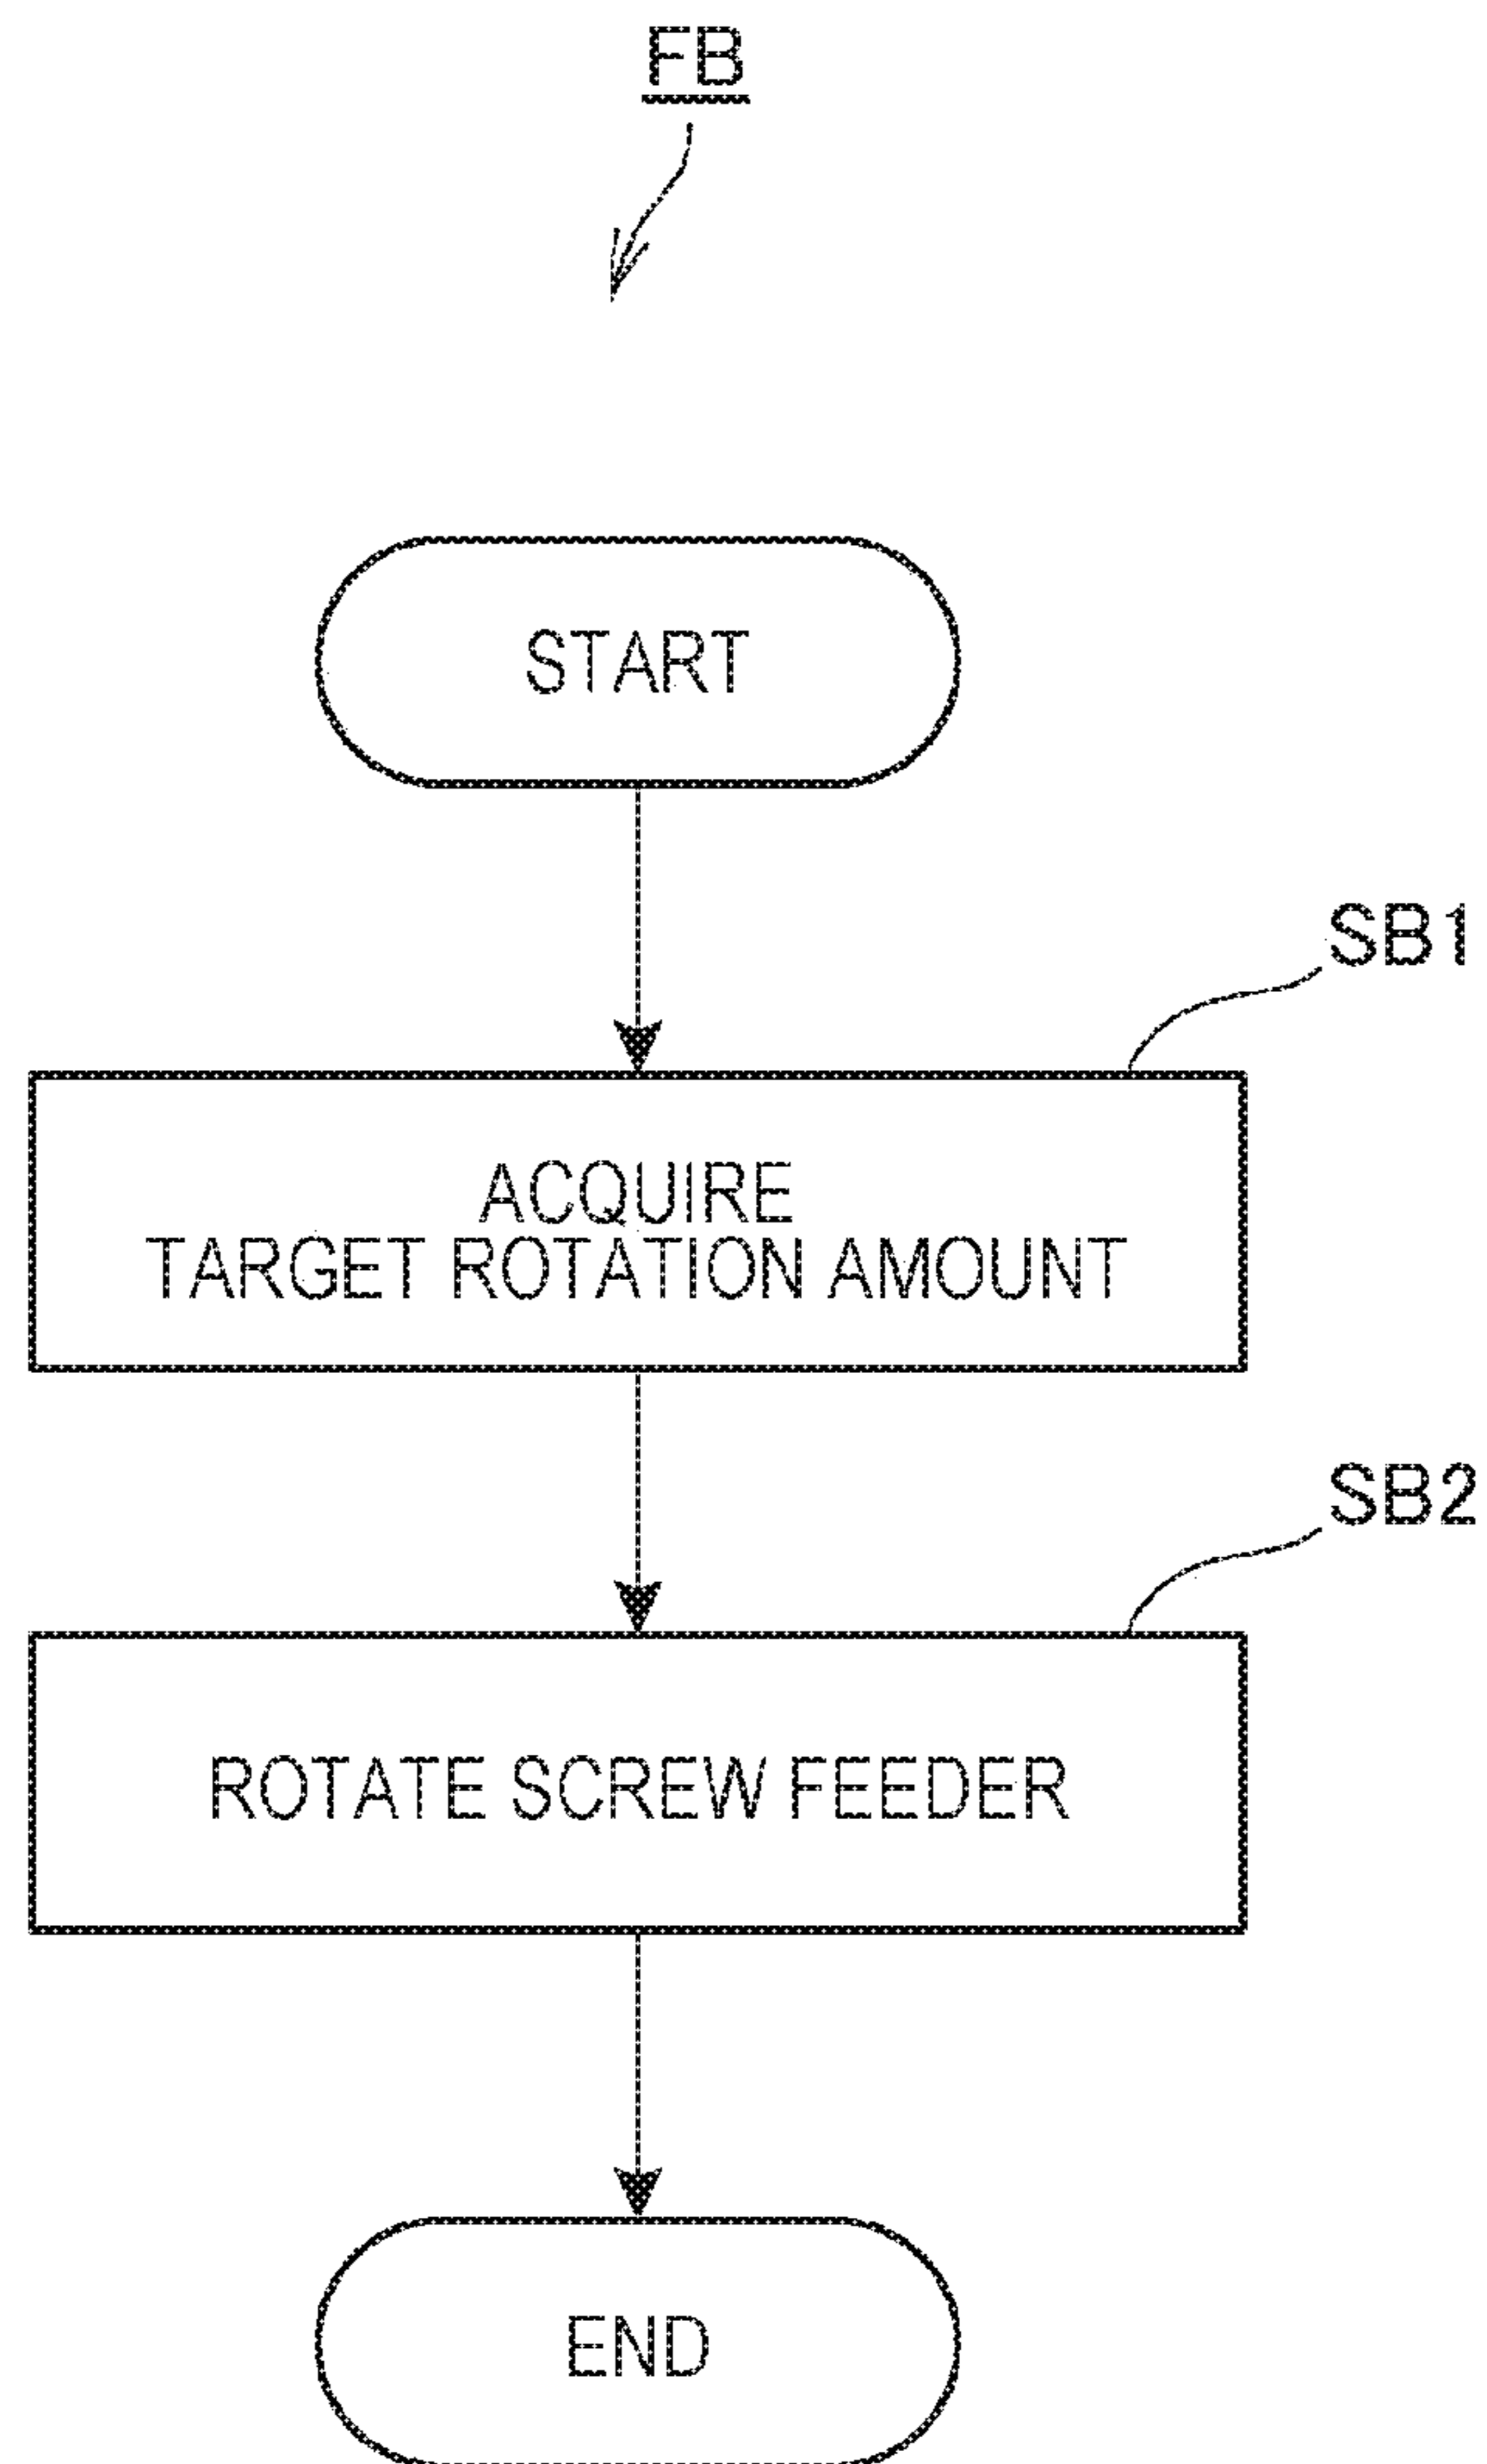 FB
START
SB1
ACQUIRE
TARGET ROTATION AMOUNT
SB2
ROTATE SCREW FEEDER
END